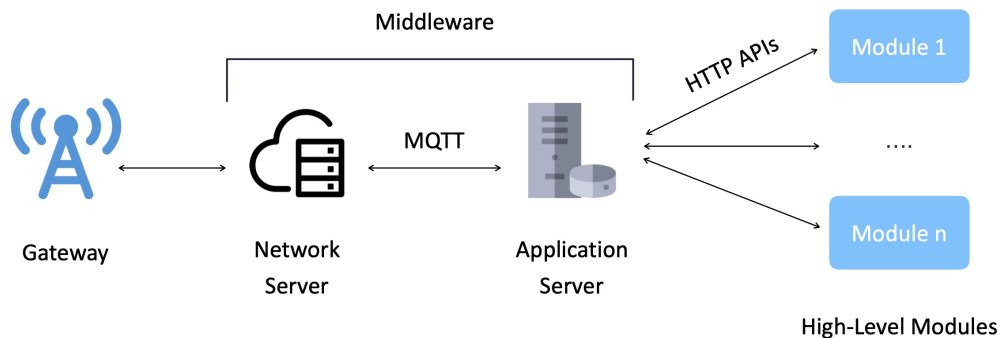 Middleware
HTTP APIs
Module 1
MQTT
....
Gateway
Network
Server
Application
Server
Module n
High-Level Modules